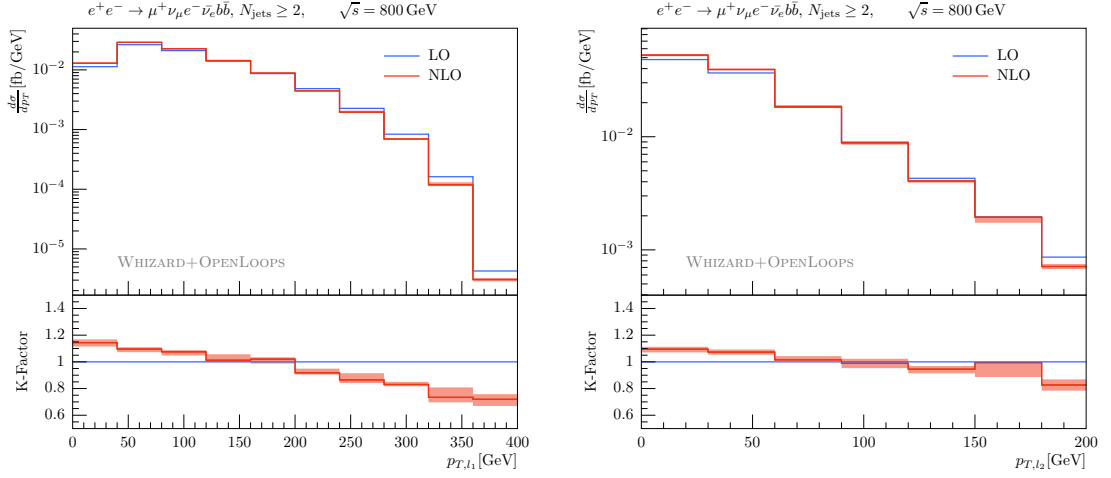 e⁺e⁻ → μ⁺ν_μe⁻ν̄_e b b̄, N_jets ≥ 2, √s = 800 GeV
dσ/dp_T [fb/GeV]
10⁻²
10⁻³
10⁻⁴
10⁻⁵
LO
NLO
Whizard+OpenLoops
K-Factor
1.4
1.2
1
0.8
0.6
0 50 100 150 200 250 300 350 400
p_T,l₁ [GeV]
e⁺e⁻ → μ⁺ν_μe⁻ν̄_e b b̄, N_jets ≥ 2, √s = 800 GeV
dσ/dp_T [fb/GeV]
10⁻²
10⁻³
LO
NLO
Whizard+OpenLoops
K-Factor
1.4
1.2
1
0.8
0.6
0 50 100 150 200
p_T,l₂ [GeV]